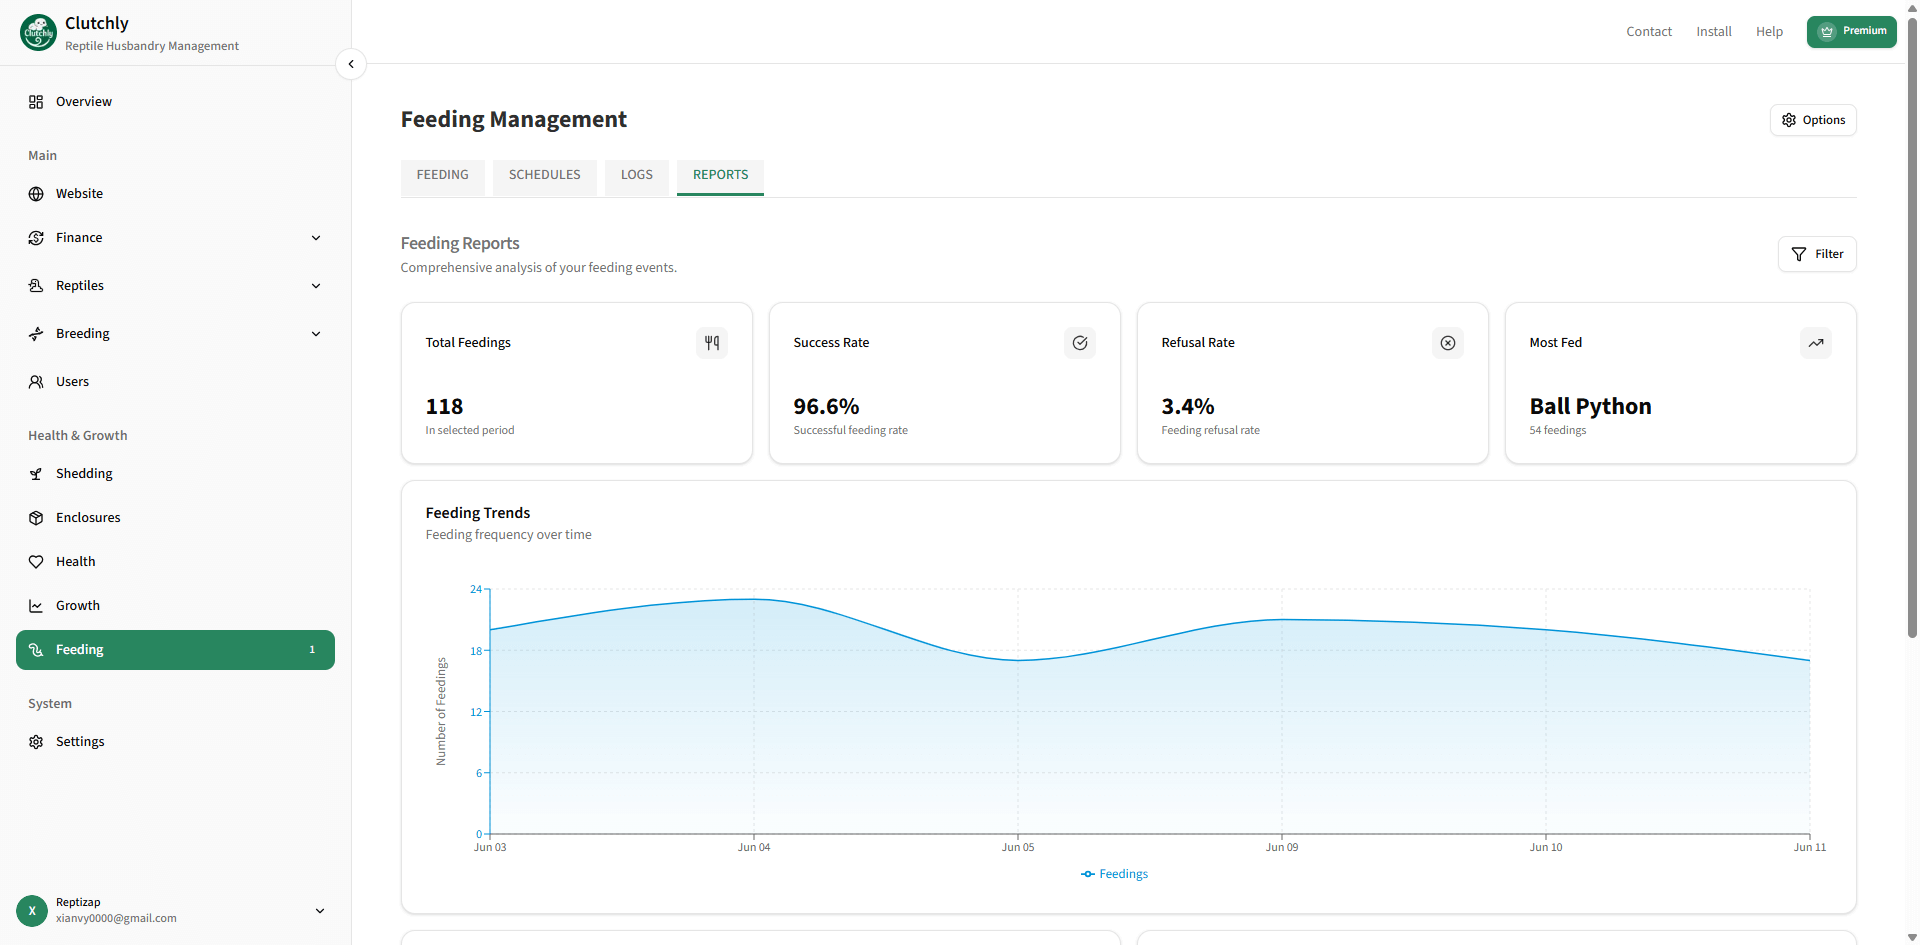 Clutchly
Clutchly
Reptile Husbandry Management
Contact
Install
Help
Premium
Overview
Main
Website
Finance
Reptiles
Breeding
Users
Health & Growth
Shedding
Enclosures
Health
Growth
Feeding
1
System
Settings
X
Reptizap
xianvy0000@gmail.com
Feeding Management
Options
FEEDING
SCHEDULES
LOGS
REPORTS
Feeding Reports
Comprehensive analysis of your feeding events.
Filter
Total Feedings
118
In selected period
Success Rate
96.6%
Successful feeding rate
Refusal Rate
3.4%
Feeding refusal rate
Most Fed
Ball Python
54 feedings
Feeding Trends
Feeding frequency over time
Number of Feedings
24
18
12
6
0
Jun 03
Jun 04
Jun 05
Jun 09
Jun 10
Jun 11
Feedings